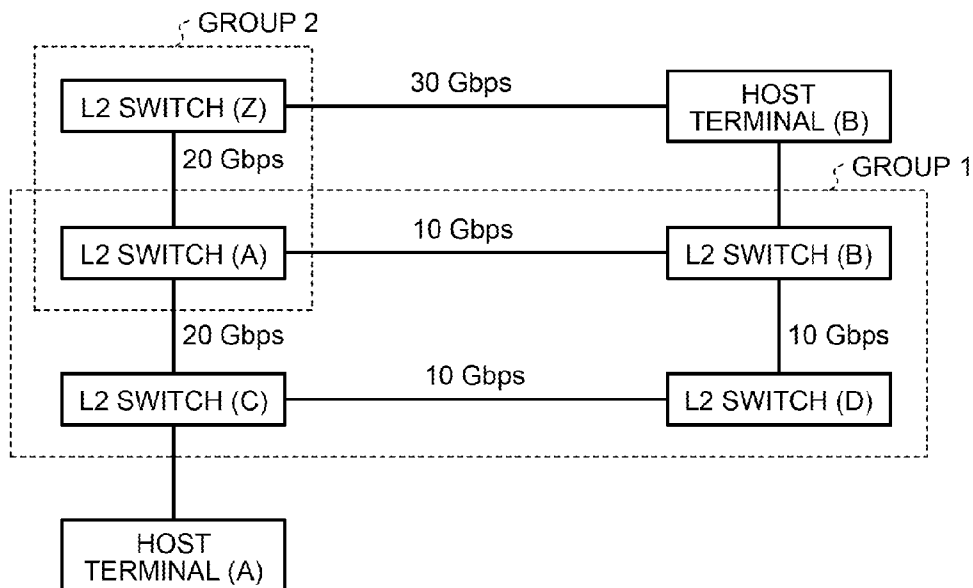 GROUP 2
30 Gbps
L2 SWITCH (Z)
HOST
TERMINAL (B)
20 Gbps
GROUP 1
10 Gbps
L2 SWITCH (A)
L2 SWITCH (B)
20 Gbps
10 Gbps
10 Gbps
L2 SWITCH (C)
L2 SWITCH (D)
HOST
TERMINAL (A)